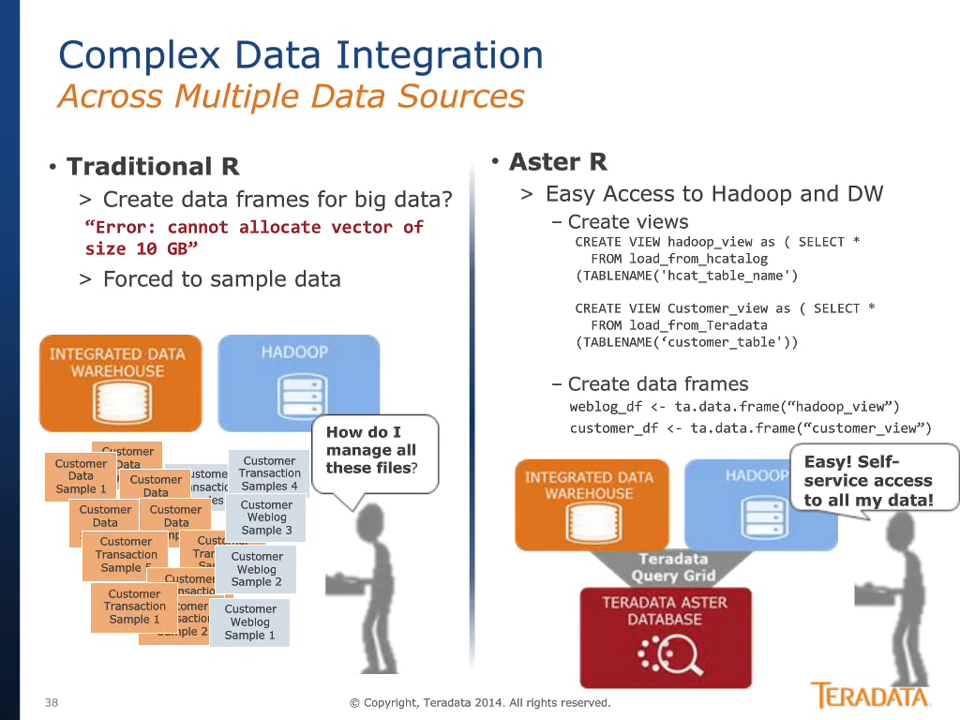 Complex Data Integration
Across Multiple Data Sources
• Traditional R
> Create data frames for big data?
“Error: cannot allocate vector of
size 10 GB”
> Forced to sample data
INTEGRATED DATA
WAREHOUSE
HADOOP
How do I
manage all
these files?
Customer
Data
Customer
Data
Sample 1
Customer
Data
Customer
Transaction
Samples 4
Customer
Data
Customer
Data
Customer
Weblog
Sample 3
Customer
Transaction
Sample
Customer
Weblog
Sample 2
Customer
Customer
Transaction
Sample 1
Sample 2
Customer
Weblog
Sample 1
• Aster R
> Easy Access to Hadoop and DW
– Create views
CREATE VIEW hadoop_view as ( SELECT *
FROM load_from_hcatalog
(TABLENAME('hcat_table_name')
CREATE VIEW Customer_view as ( SELECT *
FROM load_from_Teradata
(TABLENAME(‘customer_table'))
– Create data frames
weblog_df <- ta.data.frame(“hadoop_view”)
customer_df <- ta.data.frame(“customer_view”)
INTEGRATED DATA
WAREHOUSE
HADOOP
Easy! Self-
service access
to all my data!
Teradata
Query Grid
TERADATA ASTER
DATABASE
38
© Copyright, Teradata 2014. All rights reserved.
TERADATA